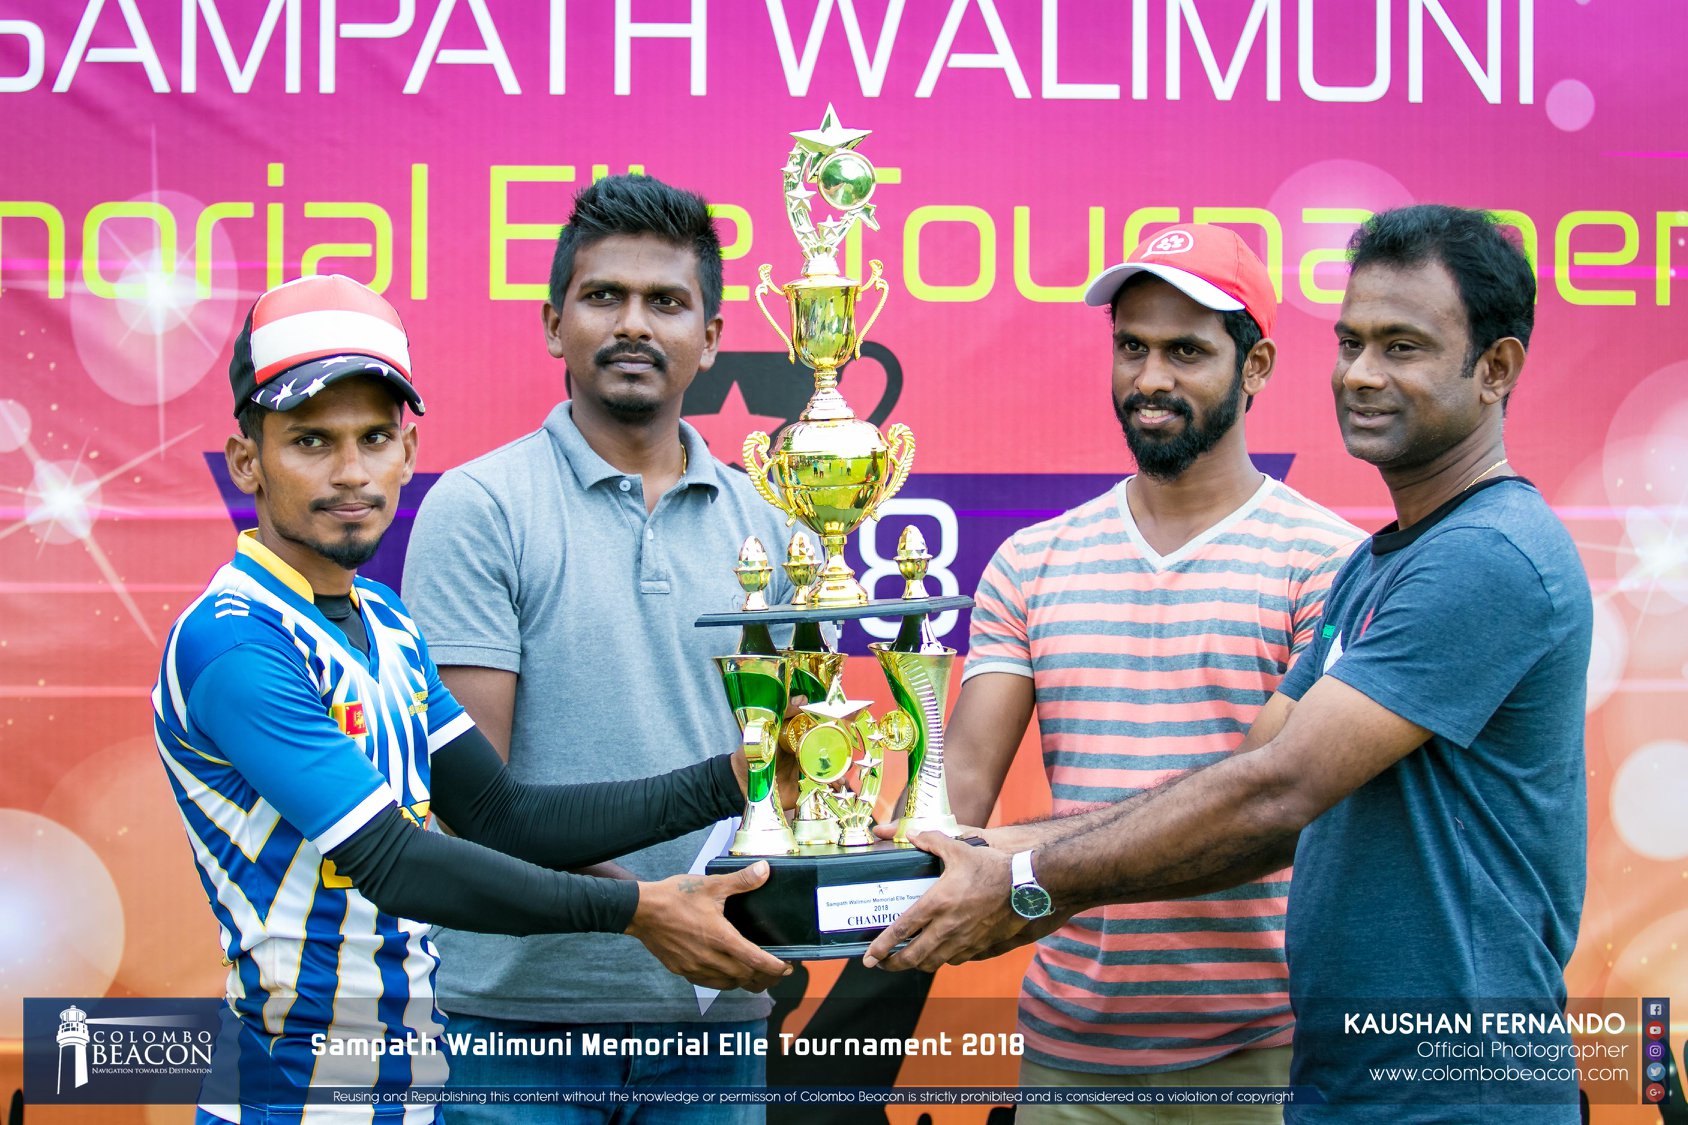 SAMPATH WALIMUNI
morial Elle Tournamen
8
Sampath Walimuni Memorial Elle Tourn
2018
CHAMPIO
COLOMBO
BEACON
NAVIGATION TOWARDS DESTINATION
Sampath Walimuni Memorial Elle Tournament 2018
Reusing and Republishing this content without the knowledge or permisson of Colombo Beacon is strictly prohibited and is considered as a violation of copyright
KAUSHAN FERNANDO
Official Photographer
www.colombobeacon.com